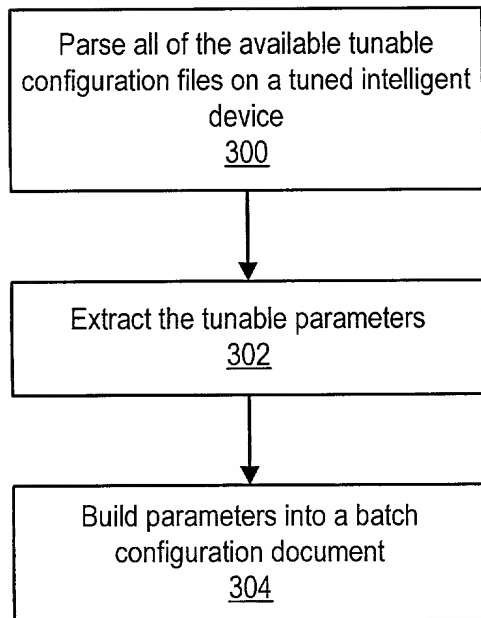 Parse all of the available tunable
configuration files on a tuned intelligent
device
300
Extract the tunable parameters
302
Build parameters into a batch
configuration document
304